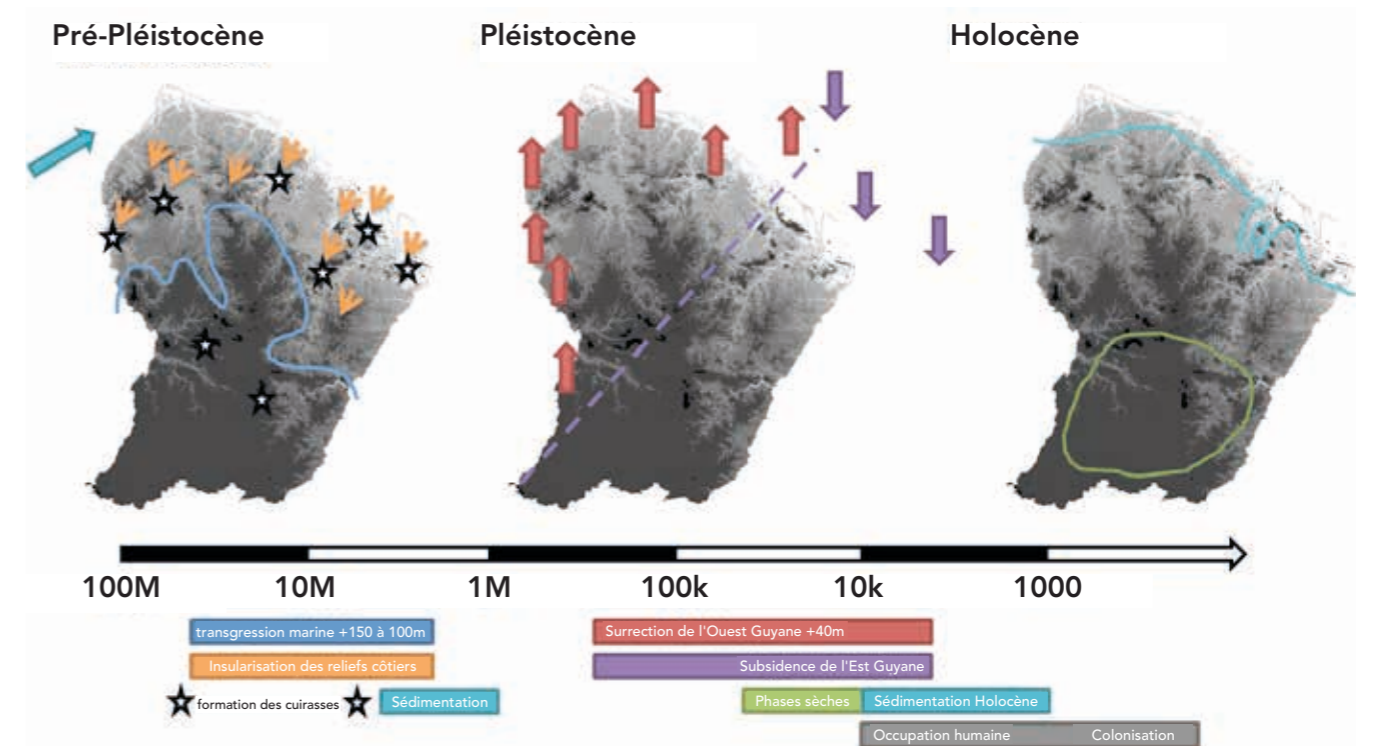 Pré-Pléistocène
Pléistocène
Holocène
100M 10M 1M 100k 10k 1000
transgression marine +150 à 100m
Surrection de l'Ouest Guyane +40m
Insularisation des reliefs côtiers
Subsidence de l'Est Guyane
formation des cuirasses
Sédimentation
Phases sèches
Sédimentation Holocène
Occupation humaine
Colonisation